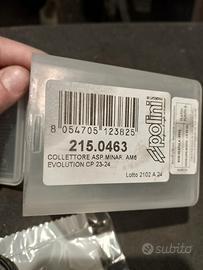 polini
8 054705 123825
215.0463
COLLETTORE ASP. MINAR. AM6
EVOLUTION CP 23-24
Lotto 2102 A 24
subito